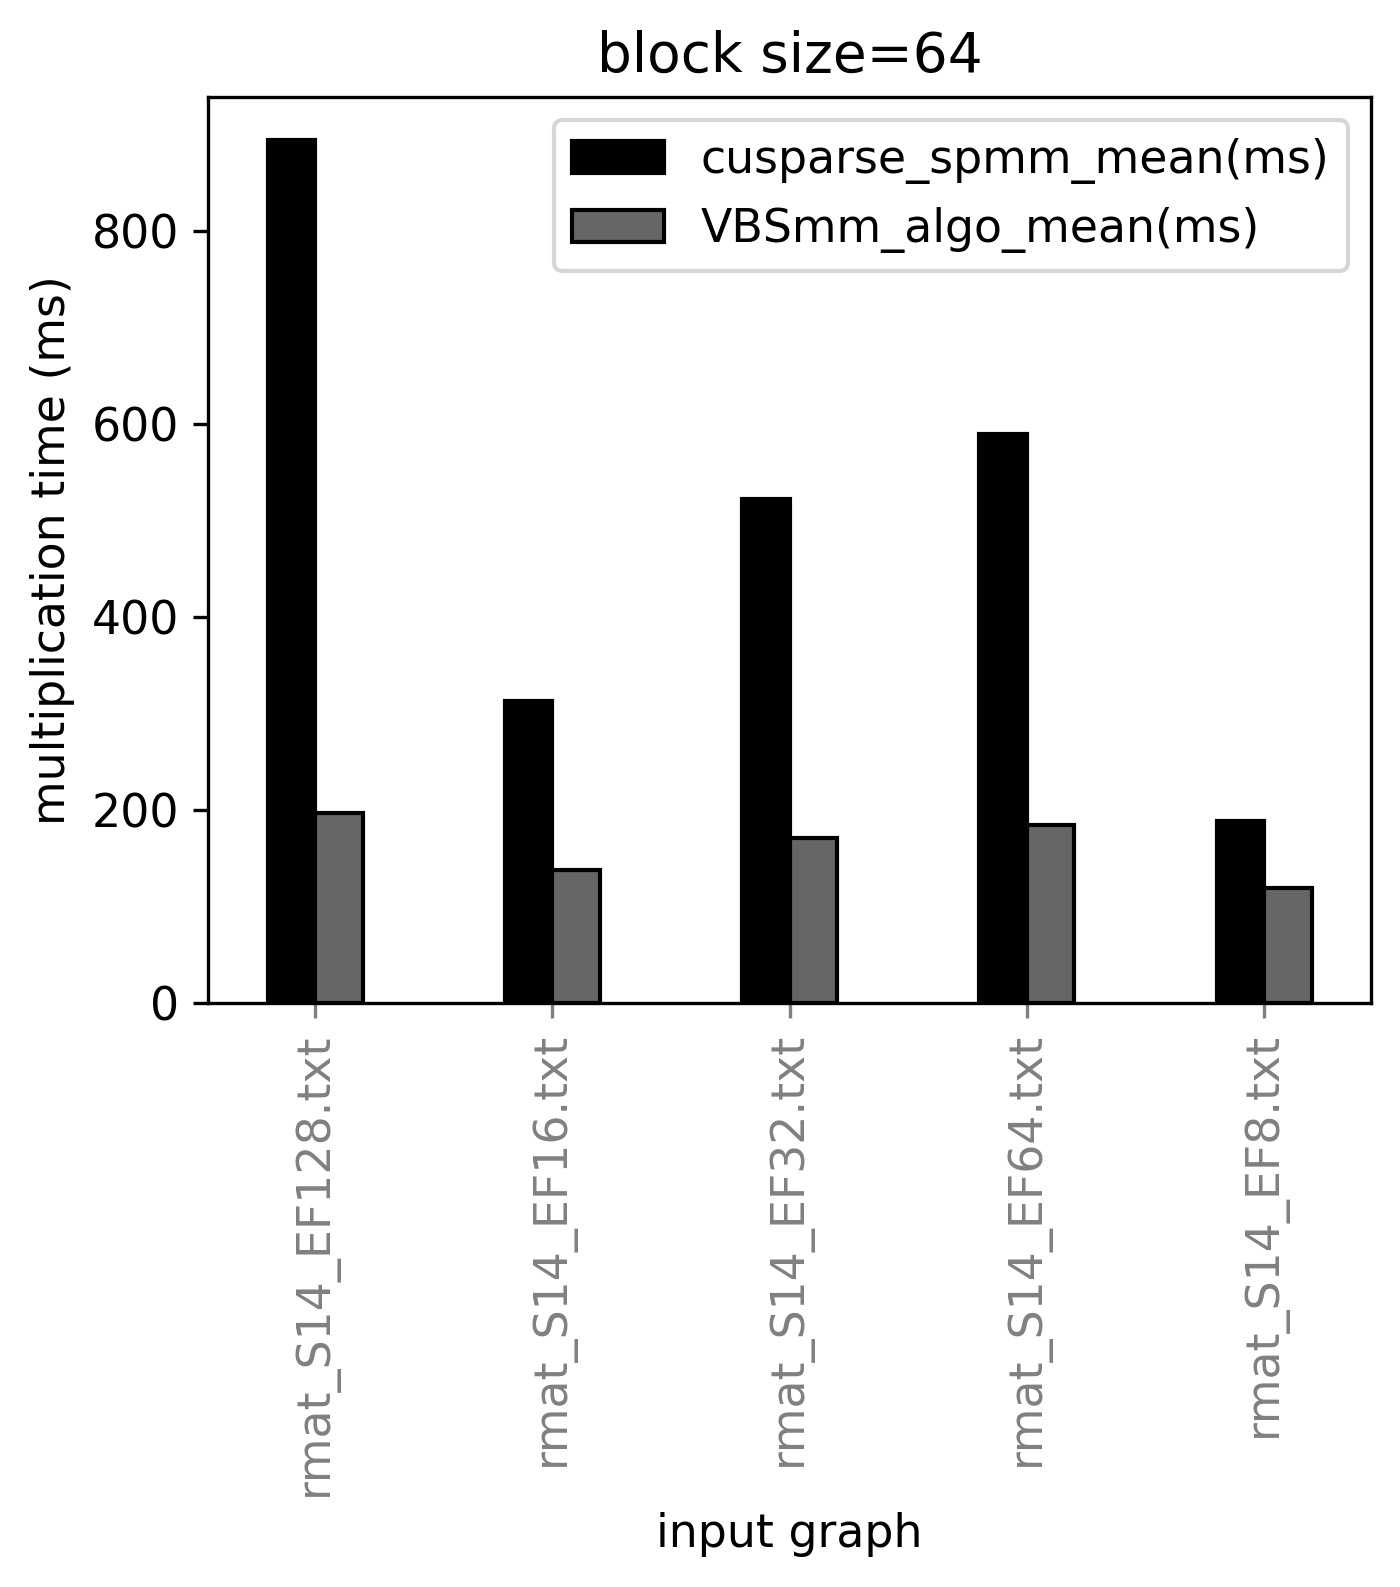 block size=64
cusparse_spmm_mean(ms)
VBSmm_algo_mean(ms)
multiplication time (ms)
800
600
400
200
0
rmat_S14_EF128.txt
rmat_S14_EF16.txt
rmat_S14_EF32.txt
rmat_S14_EF64.txt
rmat_S14_EF8.txt
input graph